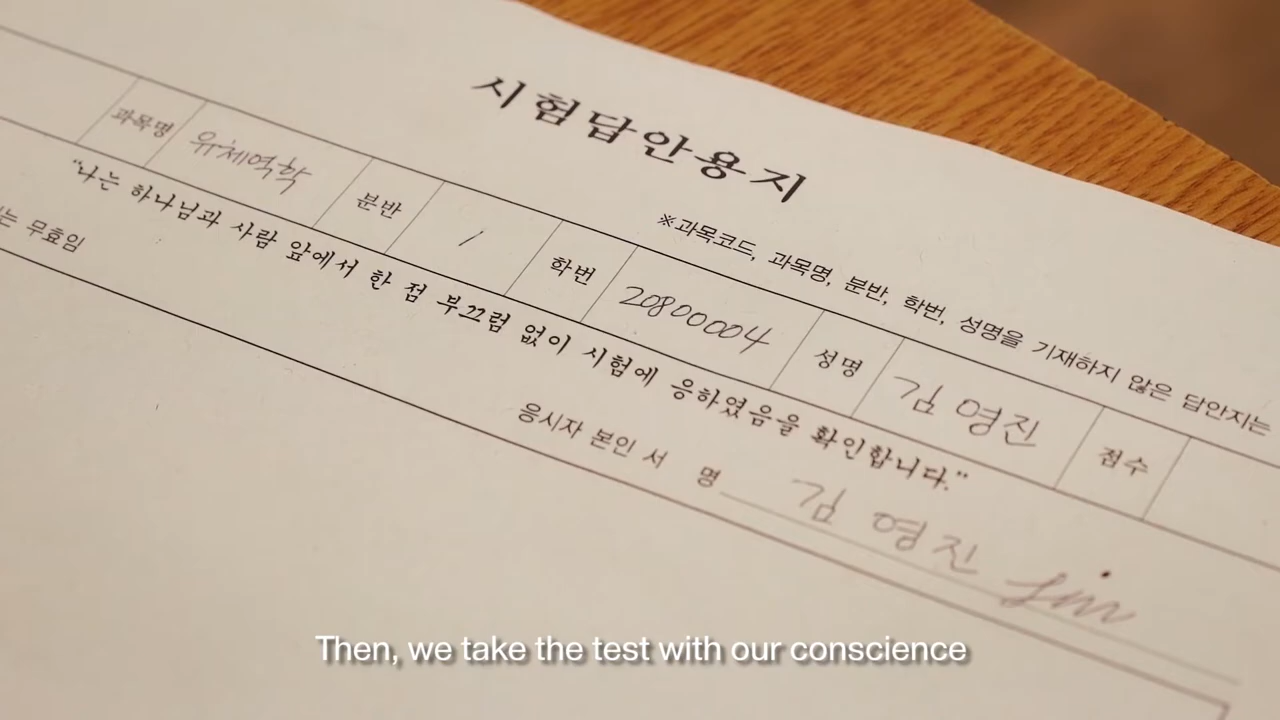 시험답안용지
※과목코드, 과목명, 분반, 학번, 성명을 기재하지 않은 답안지는
는 무효임
과목명 유체역학 분반 1 학번 20800004 성명 김영진 점수
“나는 하나님과 사람 앞에서 한 점 부끄럼 없이 시험에 응하였음을 확인합니다.”
응시자 본인 서 명 김영진
Then, we take the test with our conscience